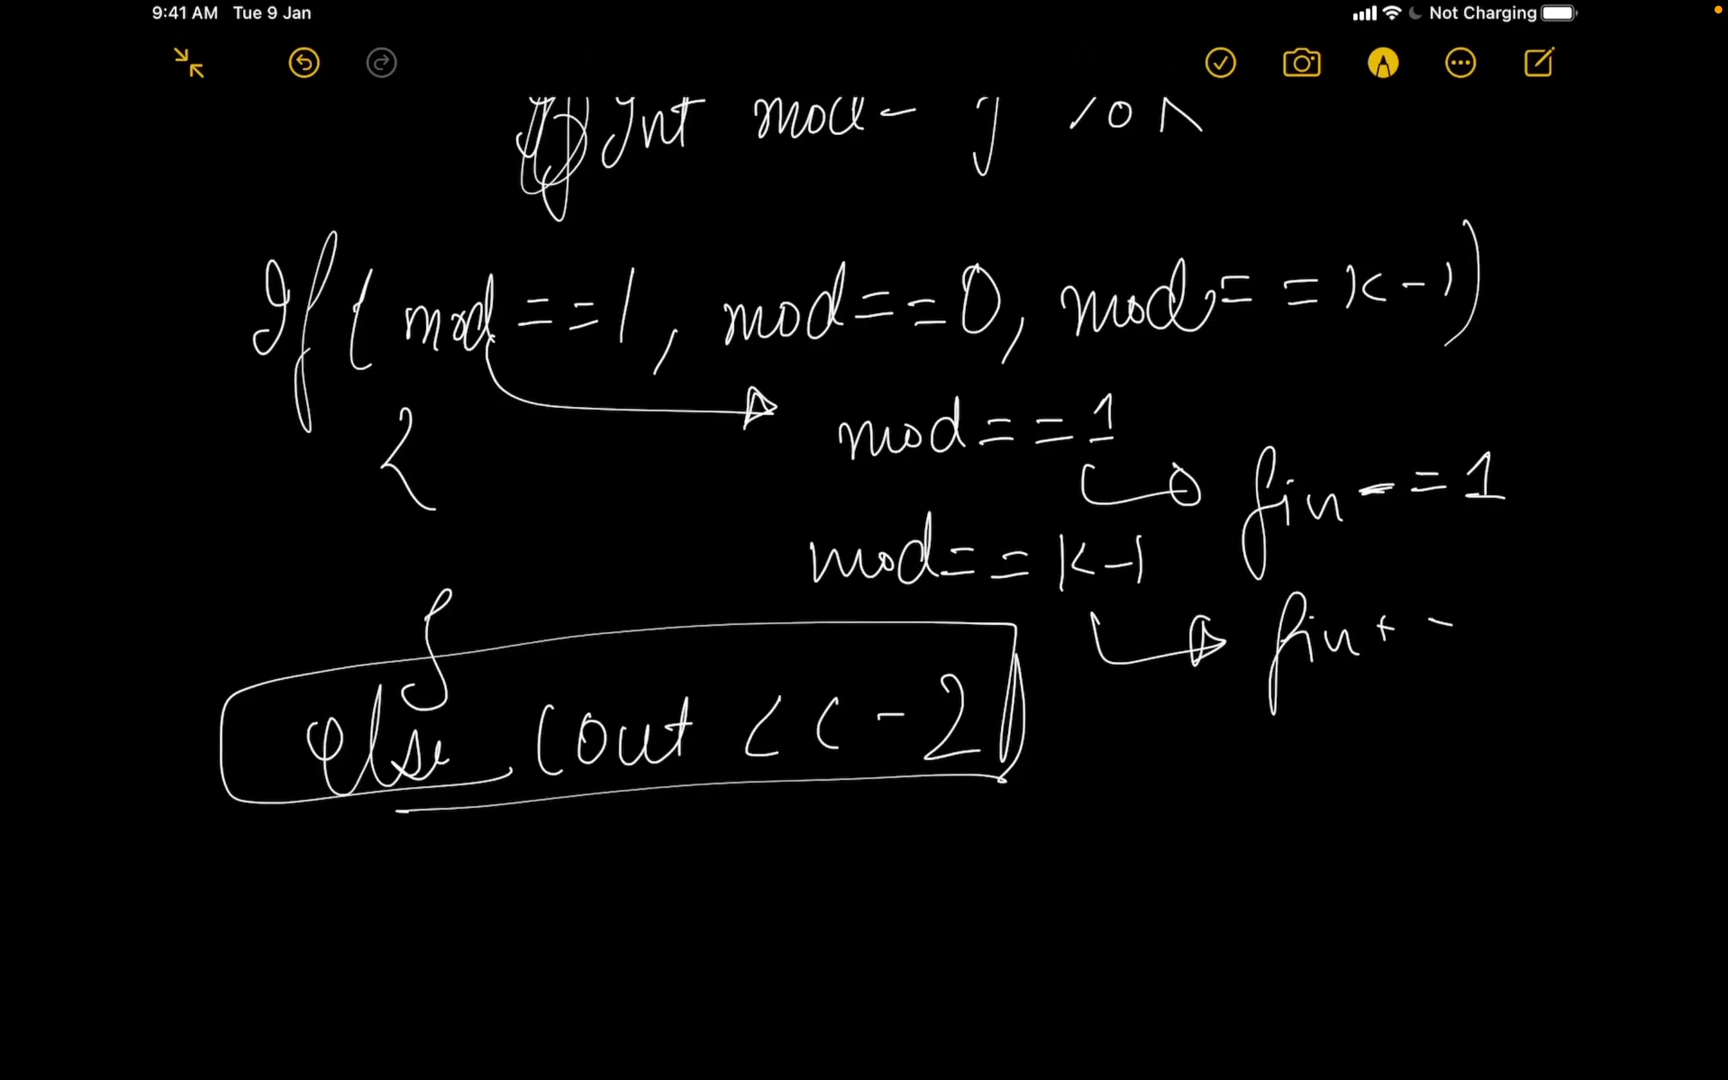 9:41 AM Tue 9 Jan Not Charging
Int mod = y % K
If ( mod == 1 , mod == 0 , mod == K-1 )
{
mod == 1
fin -= 1
mod == K-1
fin + -
}
else cout << -2